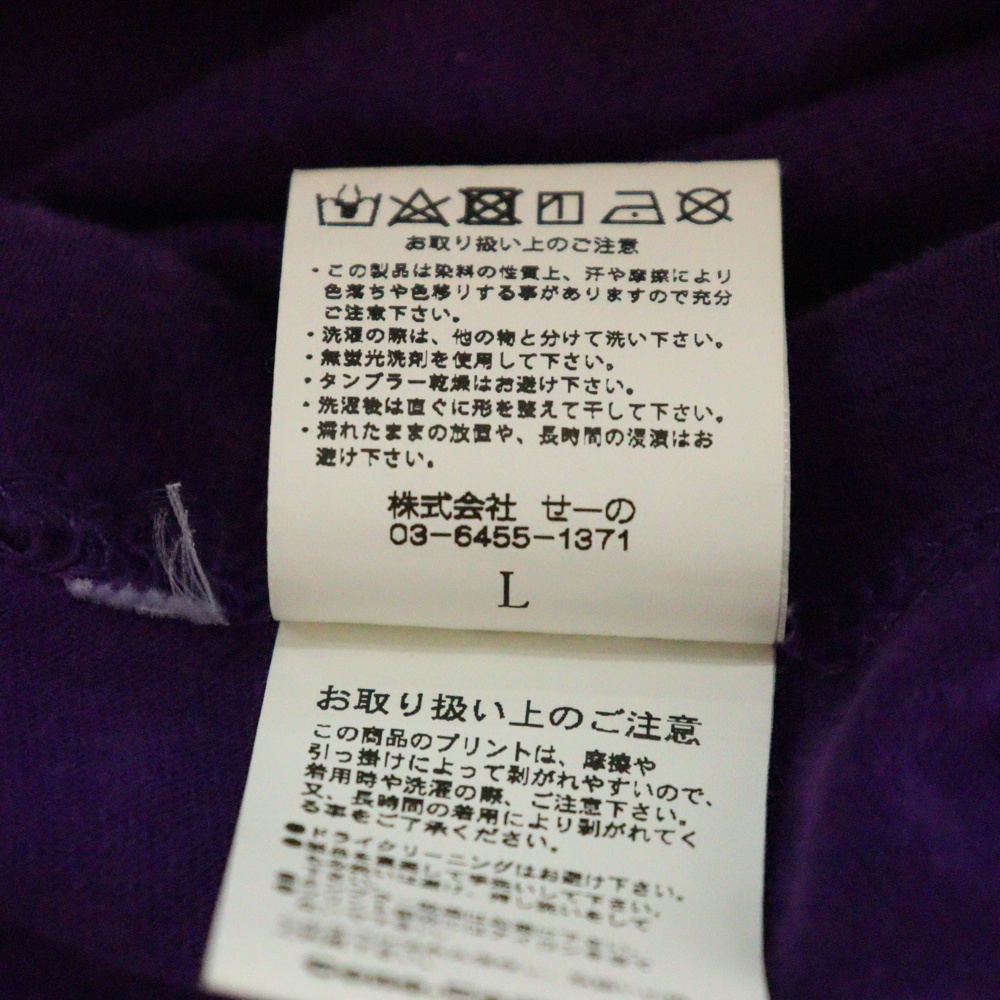 お取り扱い上のご注意
・この製品は染料の性質上、汗や摩擦により
色落ちや色移りする事がありますので充分
ご注意下さい。
・洗濯の際は、他の物と分けて洗い下さい。
・無蛍光洗剤を使用して下さい。
・タンブラー乾燥はお避け下さい。
・洗濯後は直ぐに形を整えて干して下さい。
・濡れたままの放置や、長時間の浸漬はお
避け下さい。
株式会社 せーの
03-6455-1371
L
お取り扱い上のご注意
この商品のプリントは、摩擦や
引っ掛けによって剥がれやすいので、
着用時や洗濯の際、ご注意下さい。
又、長時間の着用により剥がれてく
る事をご了承ください。
●ドライクリーニングはお避け下さい。